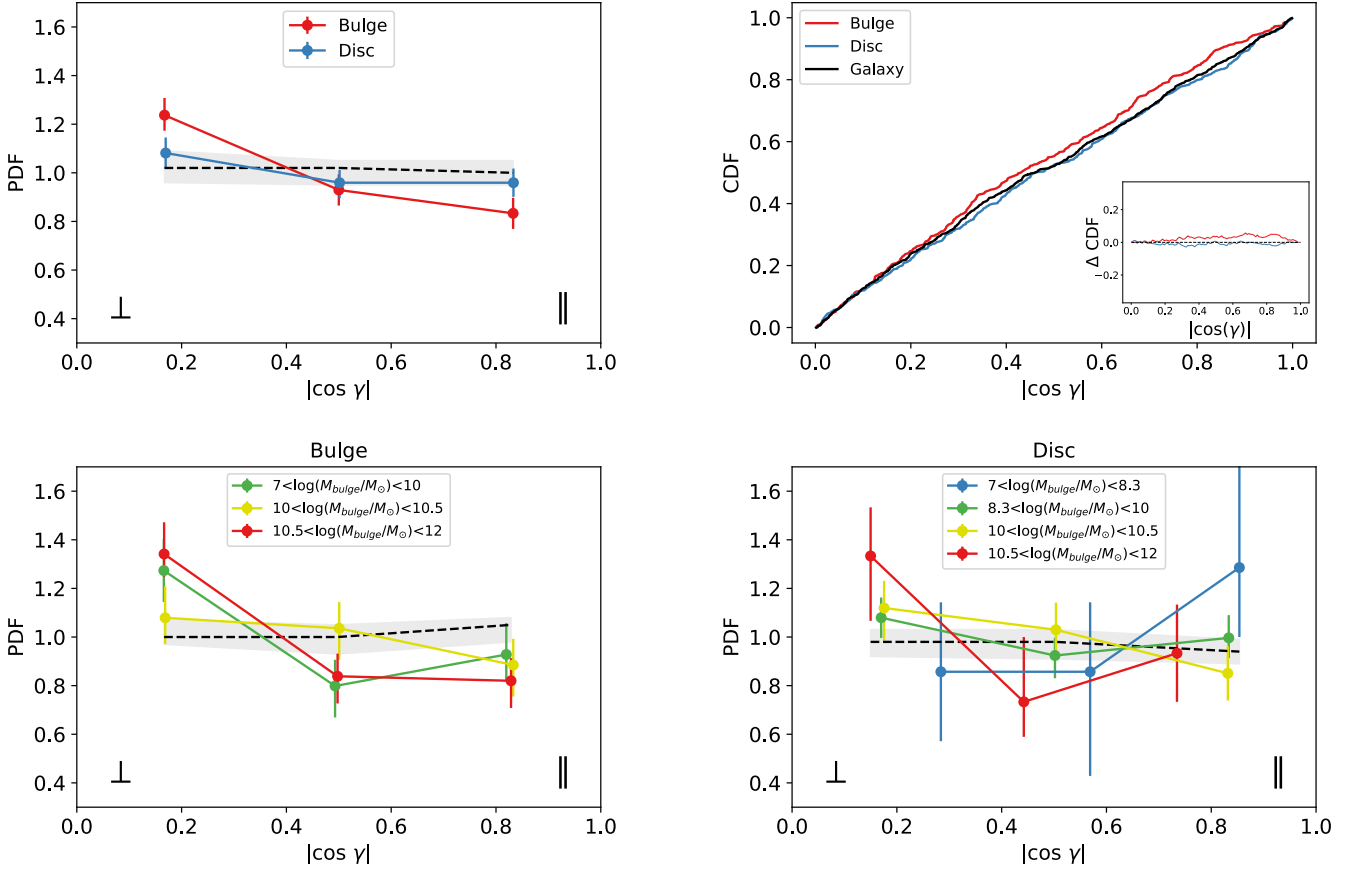 Bulge
Disc
PDF
1.6
1.4
1.2
1.0
0.8
0.6
0.4
⊥
∥
0.0 0.2 0.4 0.6 0.8 1.0
|cos γ|
Bulge
Disc
Galaxy
CDF
1.0
0.8
0.6
0.4
0.2
0.0
Δ CDF
0.2
0.0
−0.2
0.0 0.2 0.4 0.6 0.8 1.0
|cos(γ)|
0.0 0.2 0.4 0.6 0.8 1.0
|cos γ|
Bulge
7<log(M_bulge/M_⊙)<10
10<log(M_bulge/M_⊙)<10.5
10.5<log(M_bulge/M_⊙)<12
PDF
1.6
1.4
1.2
1.0
0.8
0.6
0.4
⊥
∥
0.0 0.2 0.4 0.6 0.8 1.0
|cos γ|
Disc
7<log(M_bulge/M_⊙)<8.3
8.3<log(M_bulge/M_⊙)<10
10<log(M_bulge/M_⊙)<10.5
10.5<log(M_bulge/M_⊙)<12
PDF
1.6
1.4
1.2
1.0
0.8
0.6
0.4
⊥
∥
0.0 0.2 0.4 0.6 0.8 1.0
|cos γ|